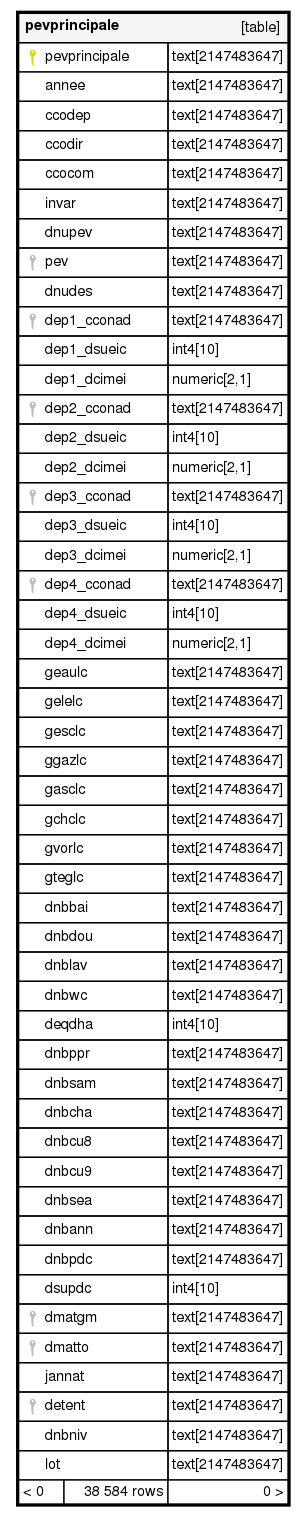 pevprincipale [table]
pevprincipale text[2147483647]
annee text[2147483647]
ccodep text[2147483647]
ccodir text[2147483647]
ccocom text[2147483647]
invar text[2147483647]
dnupev text[2147483647]
pev text[2147483647]
dnudes text[2147483647]
dep1_cconad text[2147483647]
dep1_dsueic int4[10]
dep1_dcimei numeric[2,1]
dep2_cconad text[2147483647]
dep2_dsueic int4[10]
dep2_dcimei numeric[2,1]
dep3_cconad text[2147483647]
dep3_dsueic int4[10]
dep3_dcimei numeric[2,1]
dep4_cconad text[2147483647]
dep4_dsueic int4[10]
dep4_dcimei numeric[2,1]
geaulc text[2147483647]
gelelc text[2147483647]
gesclc text[2147483647]
ggazlc text[2147483647]
gasclc text[2147483647]
gchclc text[2147483647]
gvorlc text[2147483647]
gteglc text[2147483647]
dnbbai text[2147483647]
dnbdou text[2147483647]
dnblav text[2147483647]
dnbwc text[2147483647]
deqdha int4[10]
dnbppr text[2147483647]
dnbsam text[2147483647]
dnbcha text[2147483647]
dnbcu8 text[2147483647]
dnbcu9 text[2147483647]
dnbsea text[2147483647]
dnbann text[2147483647]
dnbpdc text[2147483647]
dsupdc int4[10]
dmatgm text[2147483647]
dmatto text[2147483647]
jannat text[2147483647]
detent text[2147483647]
dnbniv text[2147483647]
lot text[2147483647]
< 0 38 584 rows 0 >